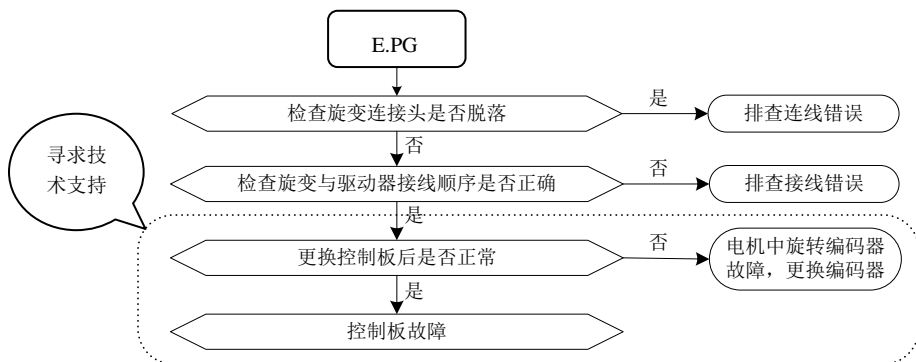 E.PG
检查旋变连接头是否脱落
是
排查连线错误
否
寻求技
术支持
检查旋变与驱动器接线顺序是否正确
否
排查接线错误
是
更换控制板后是否正常
否
电机中旋转编码器
故障，更换编码器
是
控制板故障